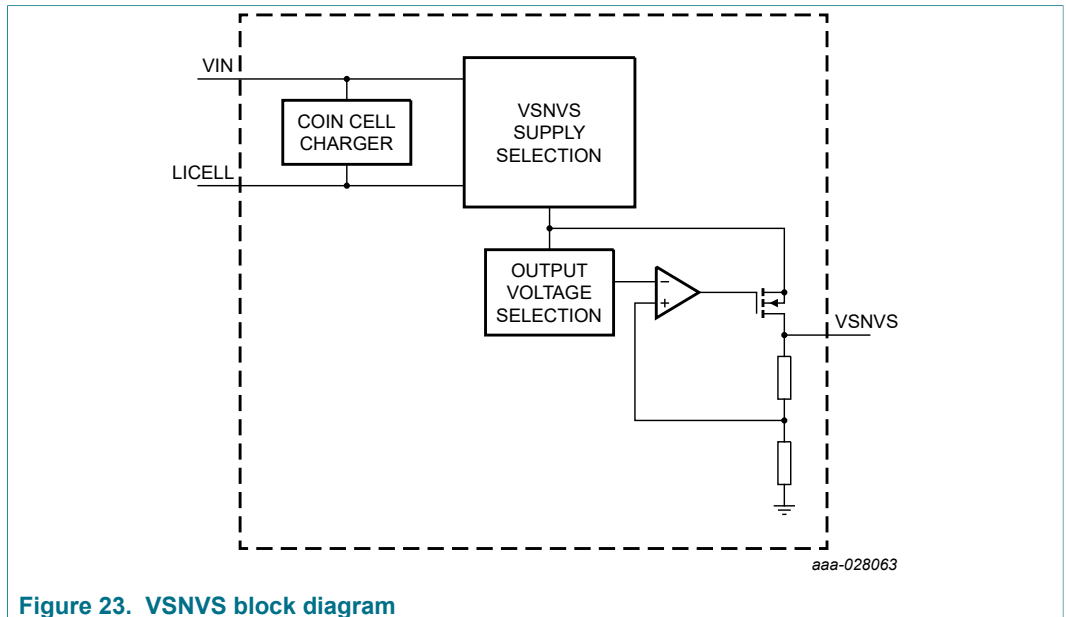 VIN
COIN CELL
CHARGER
LICELL
VSNVS
SUPPLY
SELECTION
OUTPUT
VOLTAGE
SELECTION
−
+
VSNVS
aaa-028063
Figure 23. VSNVS block diagram